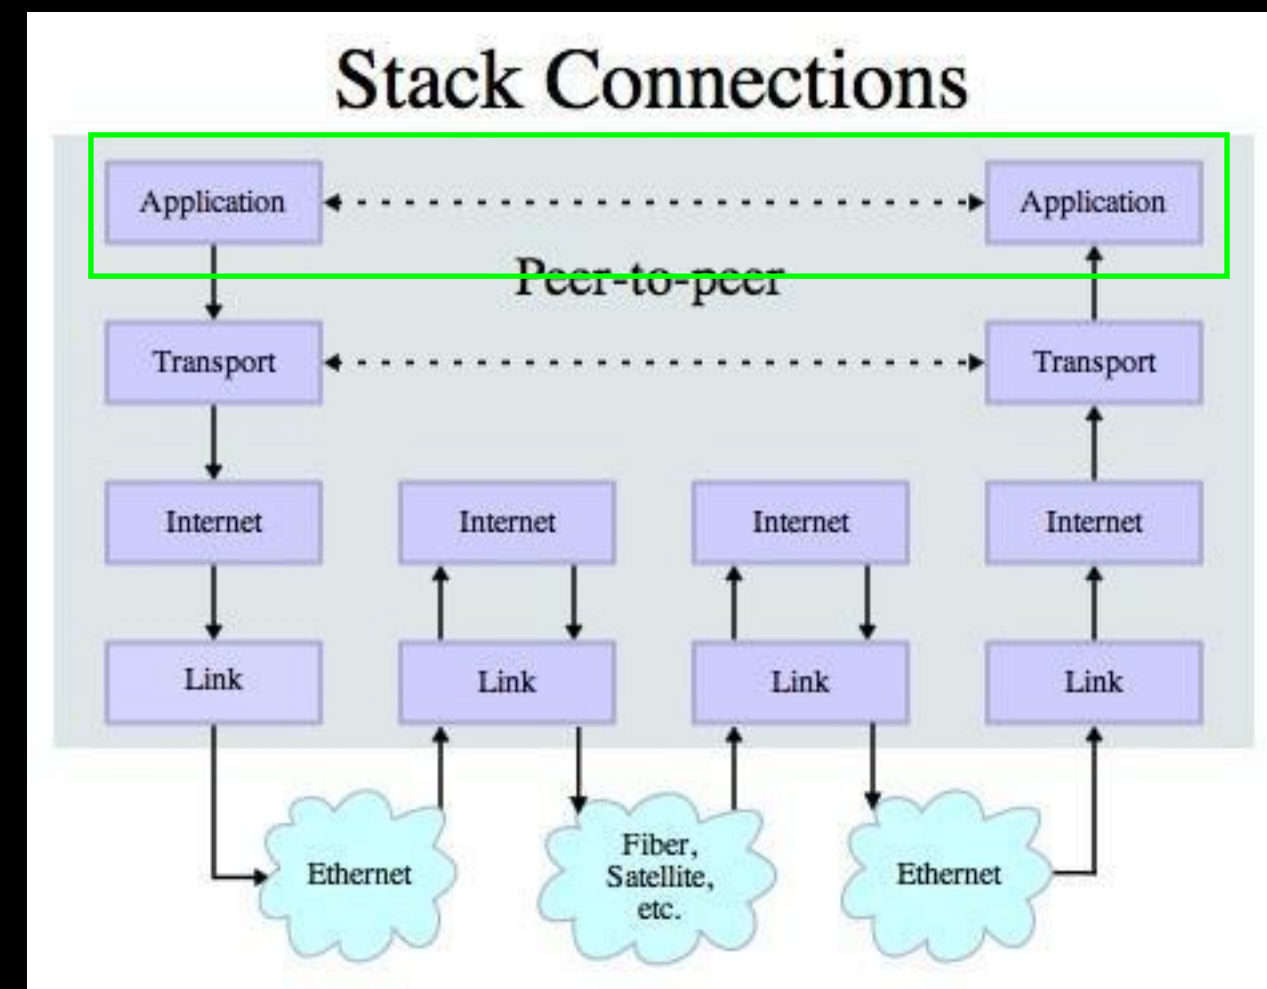 Stack Connections
Application
Application
Peer-to-peer
Transport
Transport
Internet
Internet
Internet
Internet
Link
Link
Link
Link
Ethernet
Fiber,
Satellite,
etc.
Ethernet